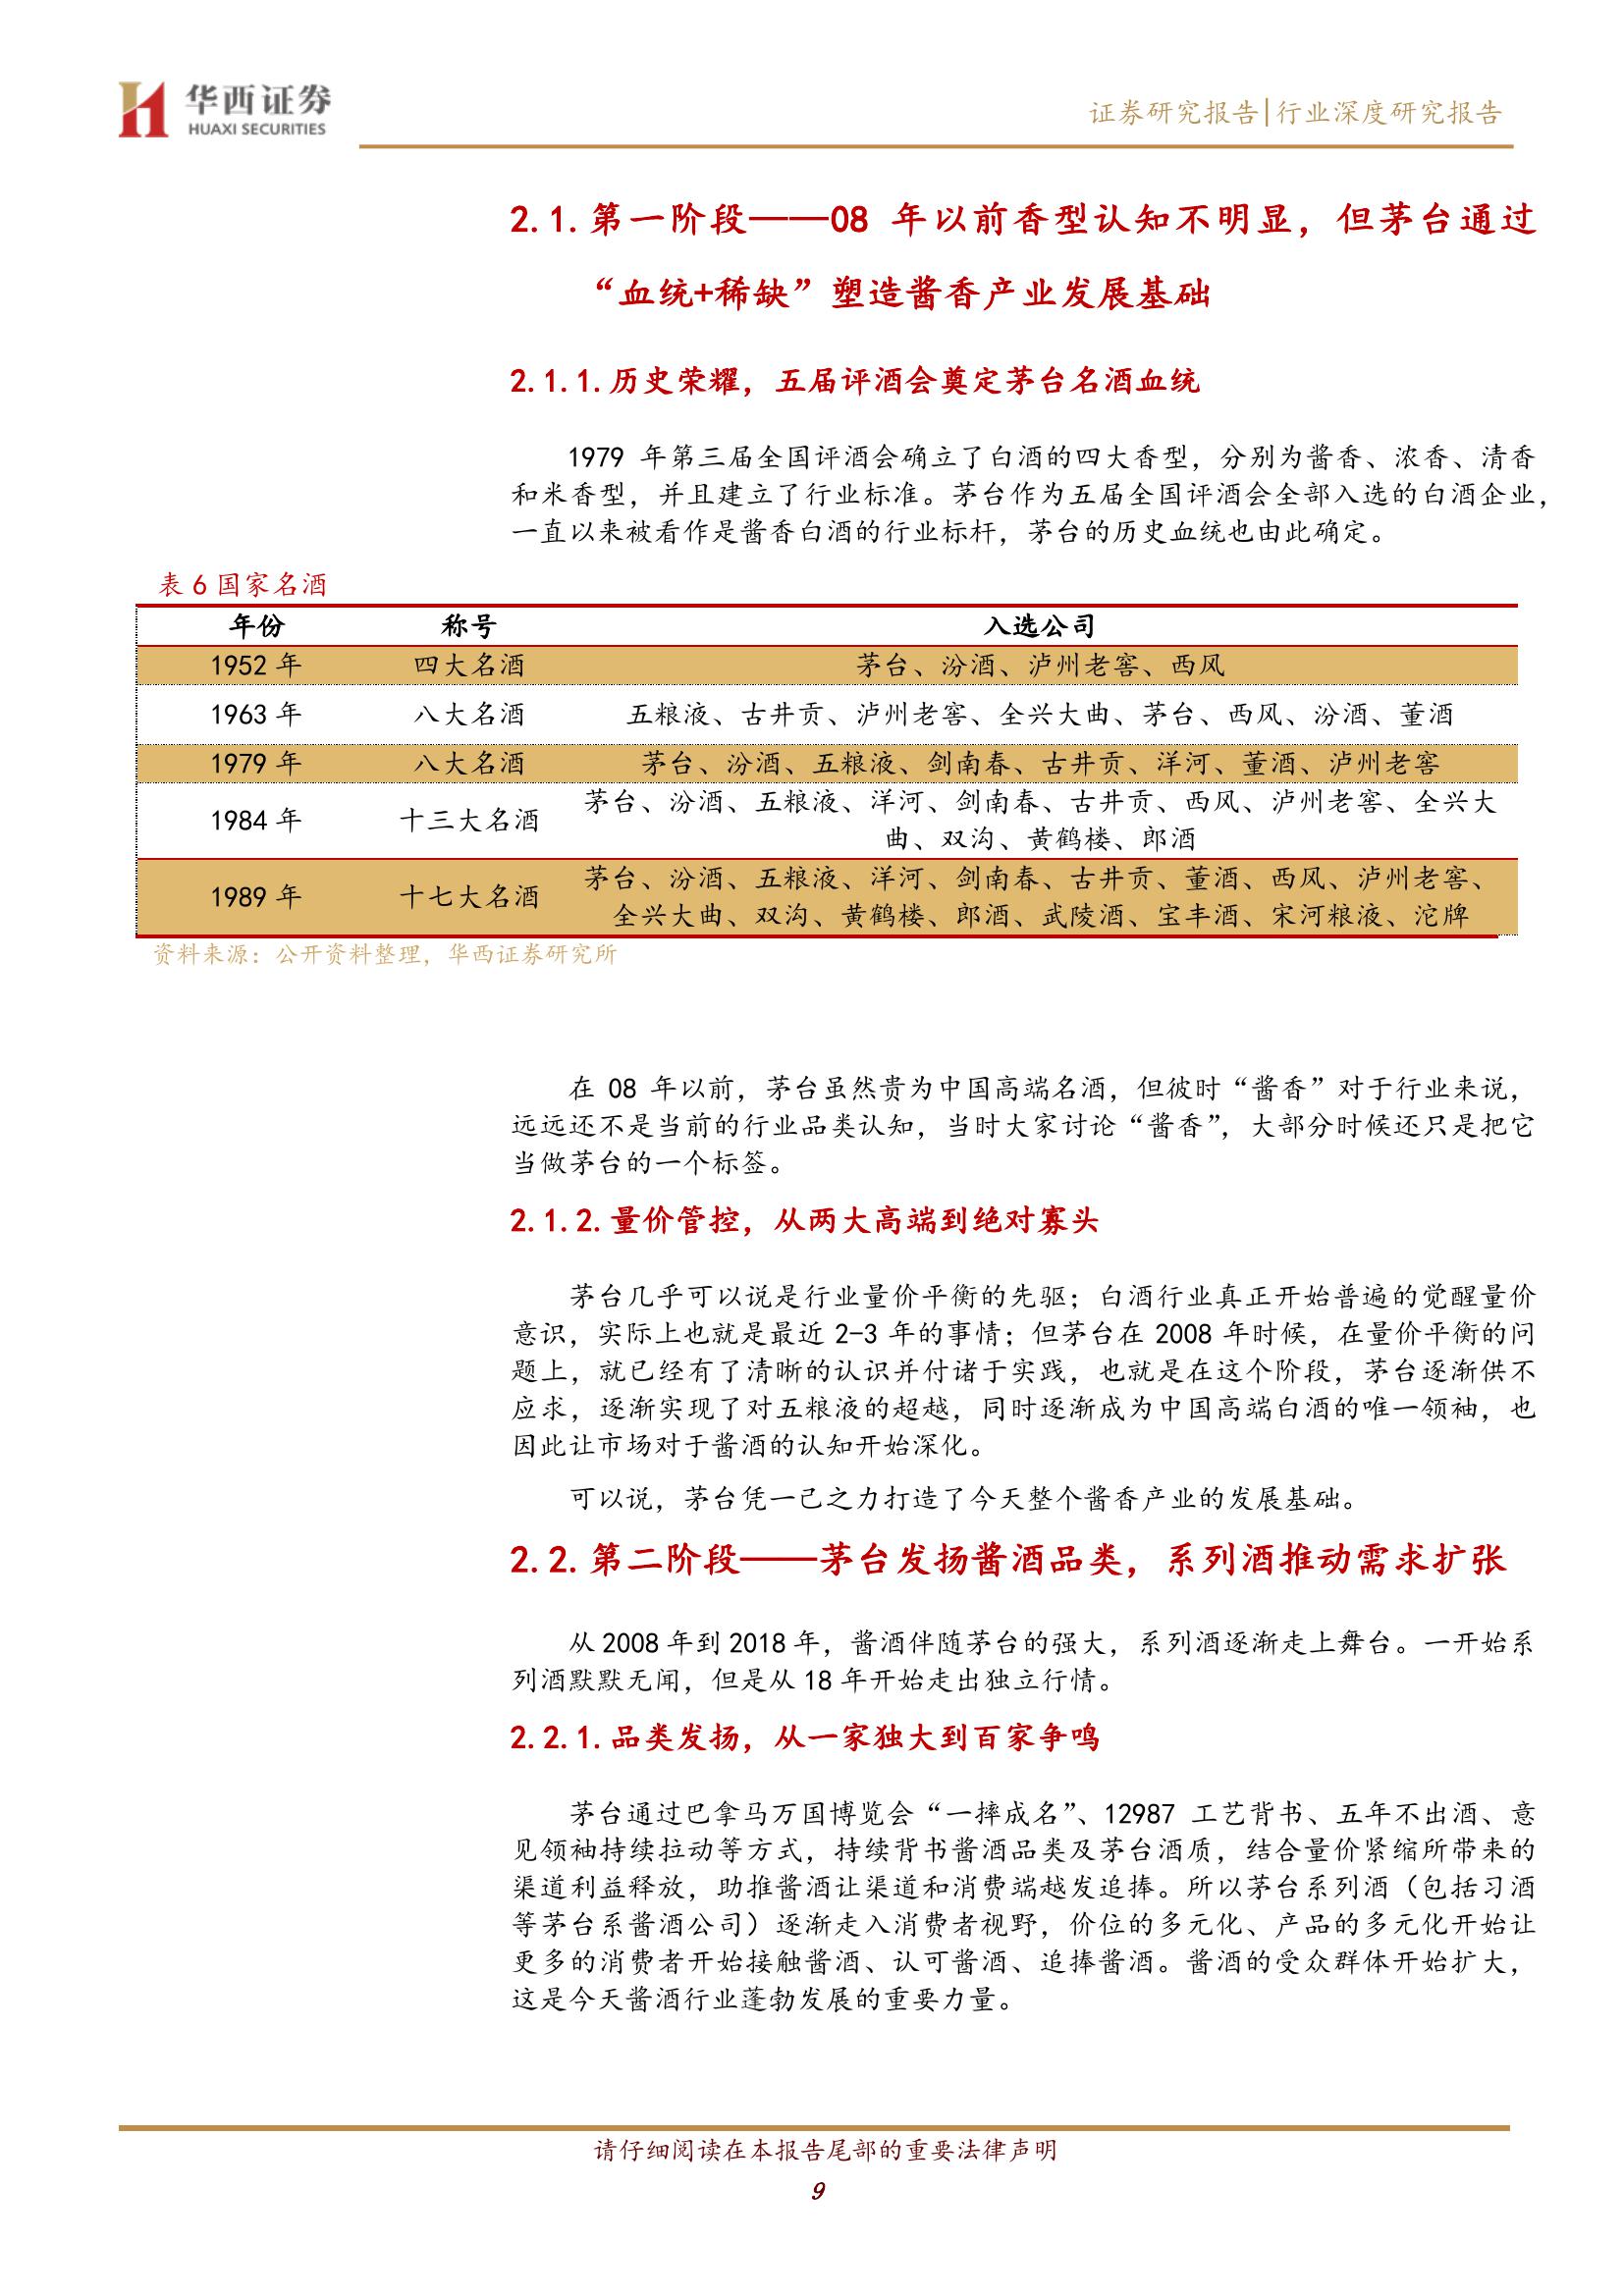 华西证券
HUAXI SECURITIES
证券研究报告|行业深度研究报告
2.1.第一阶段——08 年以前香型认知不明显，但茅台通过
“血统+稀缺”塑造酱香产业发展基础
2.1.1.历史荣耀，五届评酒会奠定茅台名酒血统
1979 年第三届全国评酒会确立了白酒的四大香型，分别为酱香、浓香、清香
和米香型，并且建立了行业标准。茅台作为五届全国评酒会全部入选的白酒企业，
一直以来被看作是酱香白酒的行业标杆，茅台的历史血统也由此确定。
表 6 国家名酒
年份 称号 入选公司
1952 年 四大名酒 茅台、汾酒、泸州老窖、西风
1963 年 八大名酒 五粮液、古井贡、泸州老窖、全兴大曲、茅台、西风、汾酒、董酒
1979 年 八大名酒 茅台、汾酒、五粮液、剑南春、古井贡、洋河、董酒、泸州老窖
1984 年 十三大名酒 茅台、汾酒、五粮液、洋河、剑南春、古井贡、西风、泸州老窖、全兴大
曲、双沟、黄鹤楼、郎酒
1989 年 十七大名酒 茅台、汾酒、五粮液、洋河、剑南春、古井贡、董酒、西风、泸州老窖、
全兴大曲、双沟、黄鹤楼、郎酒、武陵酒、宝丰酒、宋河粮液、沱牌
资料来源：公开资料整理，华西证券研究所
在 08 年以前，茅台虽然贵为中国高端名酒，但彼时“酱香”对于行业来说，
远远还不是当前的行业品类认知，当时大家讨论“酱香”，大部分时候还只是把它
当做茅台的一个标签。
2.1.2.量价管控，从两大高端到绝对寡头
茅台几乎可以说是行业量价平衡的先驱；白酒行业真正开始普遍的觉醒量价
意识，实际上也就是最近 2-3 年的事情；但茅台在 2008 年时候，在量价平衡的问
题上，就已经有了清晰的认识并付诸于实践，也就是在这个阶段，茅台逐渐供不
应求，逐渐实现了对五粮液的超越，同时逐渐成为中国高端白酒的唯一领袖，也
因此让市场对于酱酒的认知开始深化。
可以说，茅台凭一己之力打造了今天整个酱香产业的发展基础。
2.2.第二阶段——茅台发扬酱酒品类，系列酒推动需求扩张
从 2008 年到 2018 年，酱酒伴随茅台的强大，系列酒逐渐走上舞台。一开始系
列酒默默无闻，但是从 18 年开始走出独立行情。
2.2.1.品类发扬，从一家独大到百家争鸣
茅台通过巴拿马万国博览会“一摔成名”、12987 工艺背书、五年不出酒、意
见领袖持续拉动等方式，持续背书酱酒品类及茅台酒质，结合量价紧缩所带来的
渠道利益释放，助推酱酒让渠道和消费端越发追捧。所以茅台系列酒（包括习酒
等茅台系酱酒公司）逐渐走入消费者视野，价位的多元化、产品的多元化开始让
更多的消费者开始接触酱酒、认可酱酒、追捧酱酒。酱酒的受众群体开始扩大，
这是今天酱酒行业蓬勃发展的重要力量。
请仔细阅读在本报告尾部的重要法律声明
9